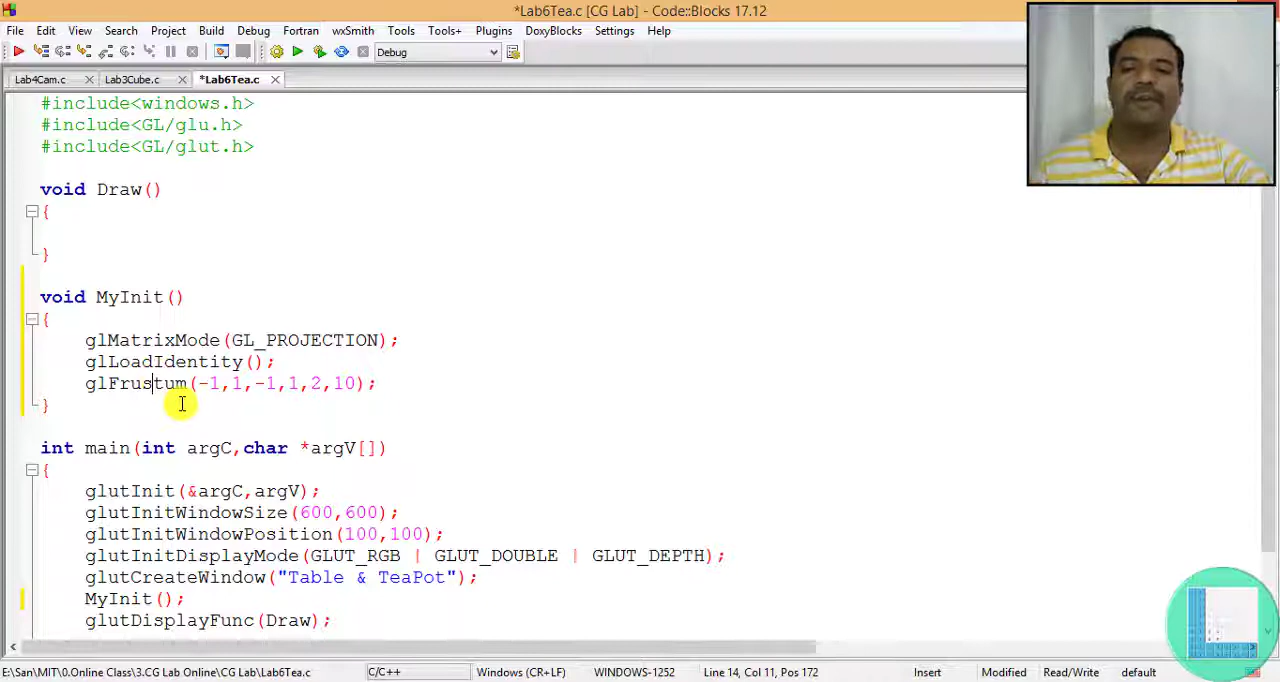 *Lab6Tea.c [CG Lab] - Code::Blocks 17.12
File Edit View Search Project Build Debug Fortran wxSmith Tools Tools+ Plugins DoxyBlocks Settings Help
Debug
Lab4Cam.c Lab3Cube.c *Lab6Tea.c
#include<windows.h>
#include<GL/glu.h>
#include<GL/glut.h>
void Draw()
{
}
void MyInit()
{
glMatrixMode(GL_PROJECTION);
glLoadIdentity();
glFrustum(-1,1,-1,1,2,10);
}
int main(int argC,char *argV[])
{
glutInit(&argC,argV);
glutInitWindowSize(600,600);
glutInitWindowPosition(100,100);
glutInitDisplayMode(GLUT_RGB | GLUT_DOUBLE | GLUT_DEPTH);
glutCreateWindow("Table & TeaPot");
MyInit();
glutDisplayFunc(Draw);
E:\San\MIT\0.Online Class\3.CG Lab Online\CG Lab\Lab6Tea.c C/C++ Windows (CR+LF) WINDOWS-1252 Line 14, Col 11, Pos 172 Insert Modified Read/Write default